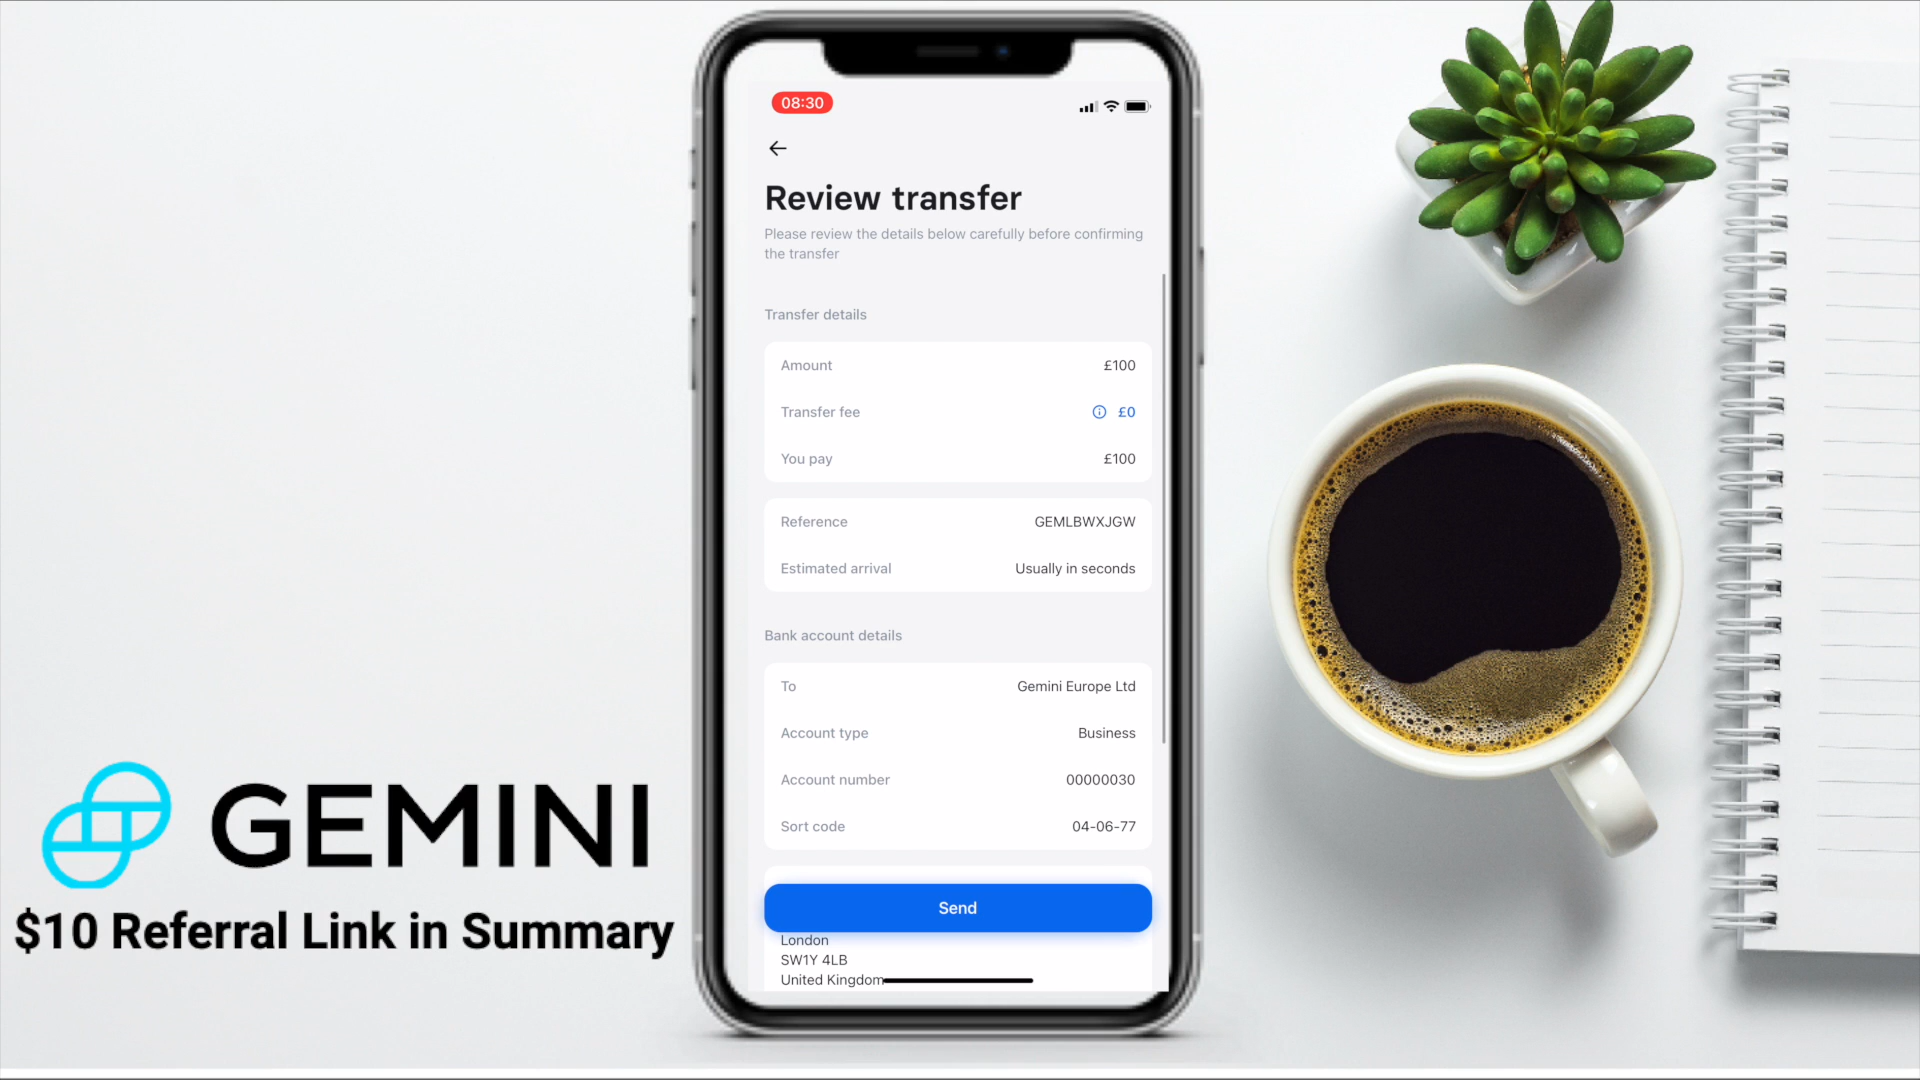 08:30
Review transfer
Please review the details below carefully before confirming
the transfer
Transfer details
Amount £100
Transfer fee £0
You pay £100
Reference GEMLBWXJGW
Estimated arrival Usually in seconds
Bank account details
To Gemini Europe Ltd
Account type Business
Account number 00000030
Sort code 04-06-77
Send
London
SW1Y 4LB
United Kingdom
GEMINI
$10 Referral Link in Summary